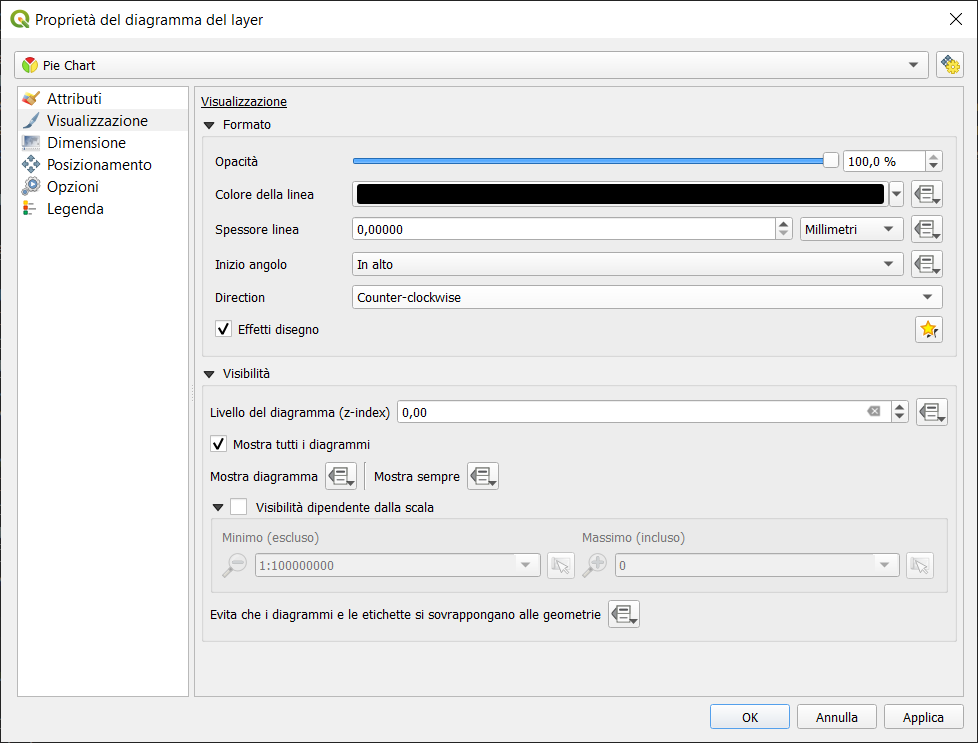 Proprietà del diagramma del layer
Pie Chart
Attributi
Visualizzazione
Dimensione
Posizionamento
Opzioni
Legenda
Visualizzazione
Formato
Opacità 100,0 %
Colore della linea
Spessore linea 0,00000 Millimetri
Inizio angolo In alto
Direction Counter-clockwise
Effetti disegno
Visibilità
Livello del diagramma (z-index) 0,00
Mostra tutti i diagrammi
Mostra diagramma Mostra sempre
Visibilità dipendente dalla scala
Minimo (escluso) Massimo (incluso)
1:100000000 0
Evita che i diagrammi e le etichette si sovrappongano alle geometrie
OK Annulla Applica